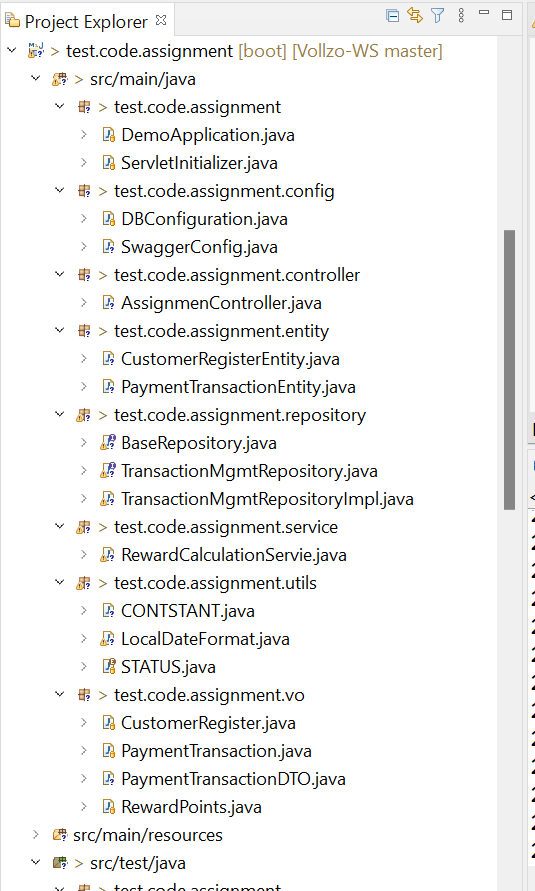 Project Explorer
> test.code.assignment [boot] [Vollzo-WS master]
> src/main/java
> test.code.assignment
DemoApplication.java
ServletInitializer.java
> test.code.assignment.config
DBConfiguration.java
SwaggerConfig.java
> test.code.assignment.controller
AssignmenController.java
> test.code.assignment.entity
CustomerRegisterEntity.java
PaymentTransactionEntity.java
> test.code.assignment.repository
BaseRepository.java
TransactionMgmtRepository.java
TransactionMgmtRepositoryImpl.java
> test.code.assignment.service
RewardCalculationServie.java
> test.code.assignment.utils
CONTSTANT.java
LocalDateFormat.java
STATUS.java
> test.code.assignment.vo
CustomerRegister.java
PaymentTransaction.java
PaymentTransactionDTO.java
RewardPoints.java
src/main/resources
> src/test/java
> test.code.assignment